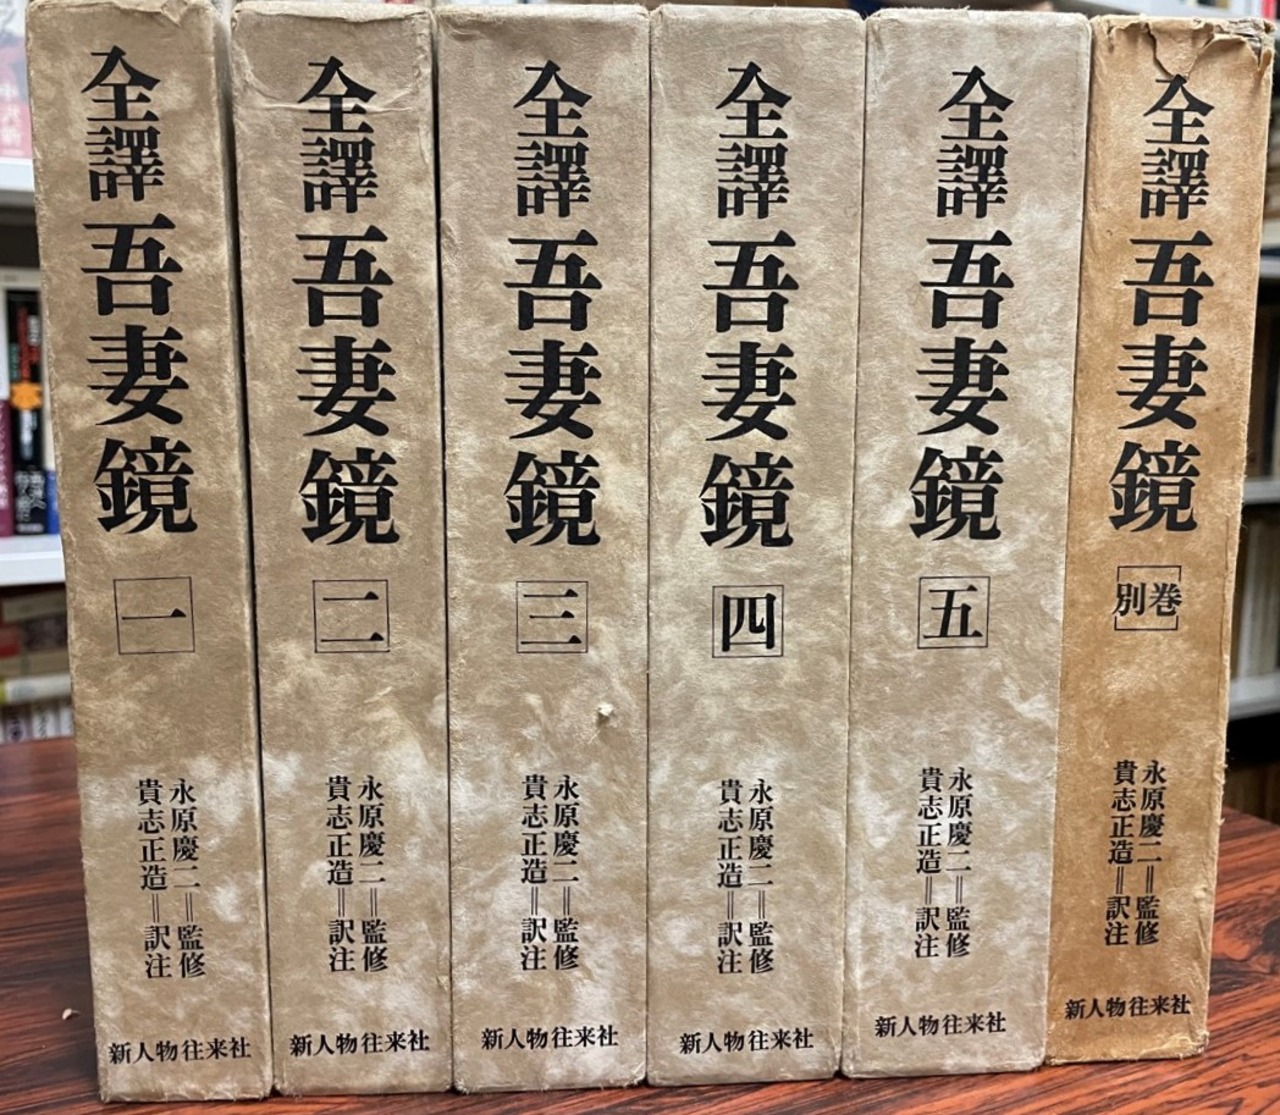 全譯 吾妻鏡
一
永原慶二＝監修
貴志正造＝訳注
新人物往来社
全譯 吾妻鏡
二
永原慶二＝監修
貴志正造＝訳注
新人物往来社
全譯 吾妻鏡
三
永原慶二＝監修
貴志正造＝訳注
新人物往来社
全譯 吾妻鏡
四
永原慶二＝監修
貴志正造＝訳注
新人物往来社
全譯 吾妻鏡
五
永原慶二＝監修
貴志正造＝訳注
新人物往来社
全譯 吾妻鏡
別巻
永原慶二＝監修
貴志正造＝訳注
新人物往来社